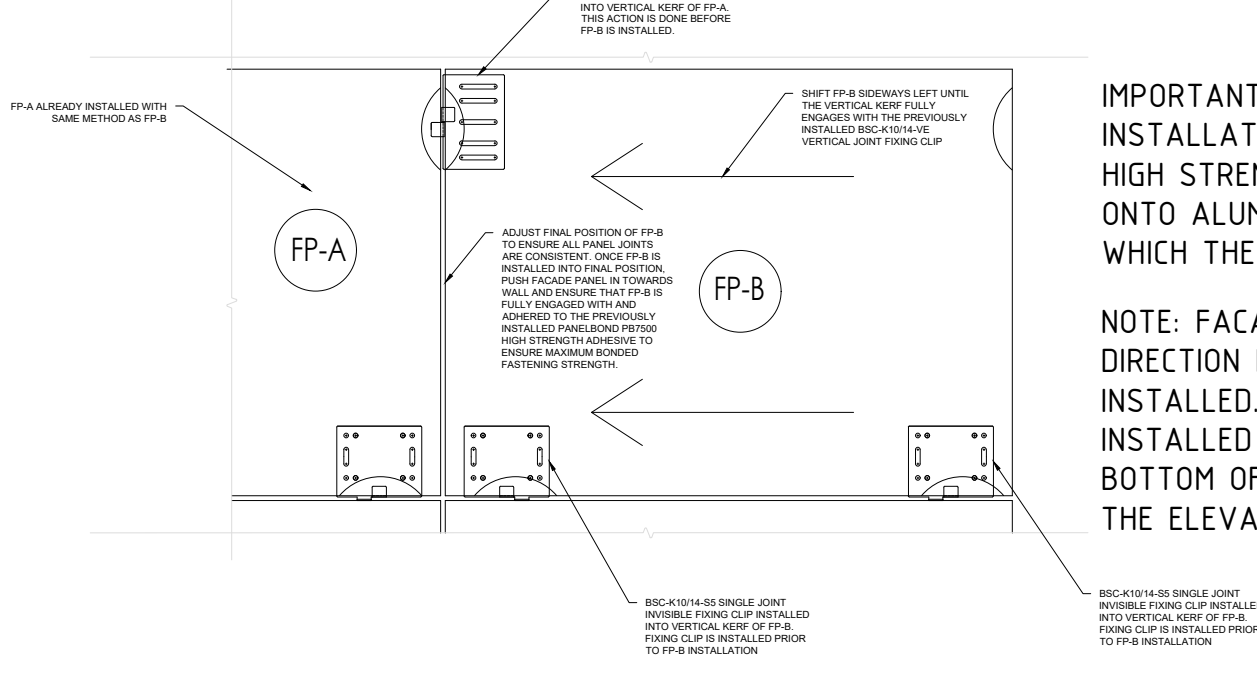 INTO VERTICAL KERF OF FP-A.
THIS ACTION IS DONE BEFORE
FP-B IS INSTALLED.
FP-A ALREADY INSTALLED WITH
SAME METHOD AS FP-B
SHIFT FP-B SIDEWAYS LEFT UNTIL
THE VERTICAL KERF FULLY
ENGAGES WITH THE PREVIOUSLY
INSTALLED BSC-K10/14-VE
VERTICAL JOINT FIXING CLIP
FP-A
ADJUST FINAL POSITION OF FP-B
TO ENSURE ALL PANEL JOINTS
ARE CONSISTENT. ONCE FP-B IS
INSTALLED INTO FINAL POSITION,
PUSH FACADE PANEL IN TOWARDS
WALL AND ENSURE THAT FP-B IS
FULLY ENGAGED WITH AND
ADHERED TO THE PREVIOUSLY
INSTALLED PANELBOND PB7500
HIGH STRENGTH ADHESIVE TO
ENSURE MAXIMUM BONDED
FASTENING STRENGTH.
FP-B
BSC-K10/14-S5 SINGLE JOINT
INVISIBLE FIXING CLIP INSTALLED
INTO VERTICAL KERF OF FP-B.
FIXING CLIP IS INSTALLED PRIOR
TO FP-B INSTALLATION
BSC-K10/14-S5 SINGLE JOINT
INVISIBLE FIXING CLIP INSTALLE
INTO VERTICAL KERF OF FP-B.
FIXING CLIP IS INSTALLED PRIOR
TO FP-B INSTALLATION
IMPORTANT
INSTALLAT
HIGH STREN
ONTO ALUM
WHICH THE
NOTE: FACA
DIRECTION
INSTALLED.
INSTALLED
BOTTOM OF
THE ELEVA